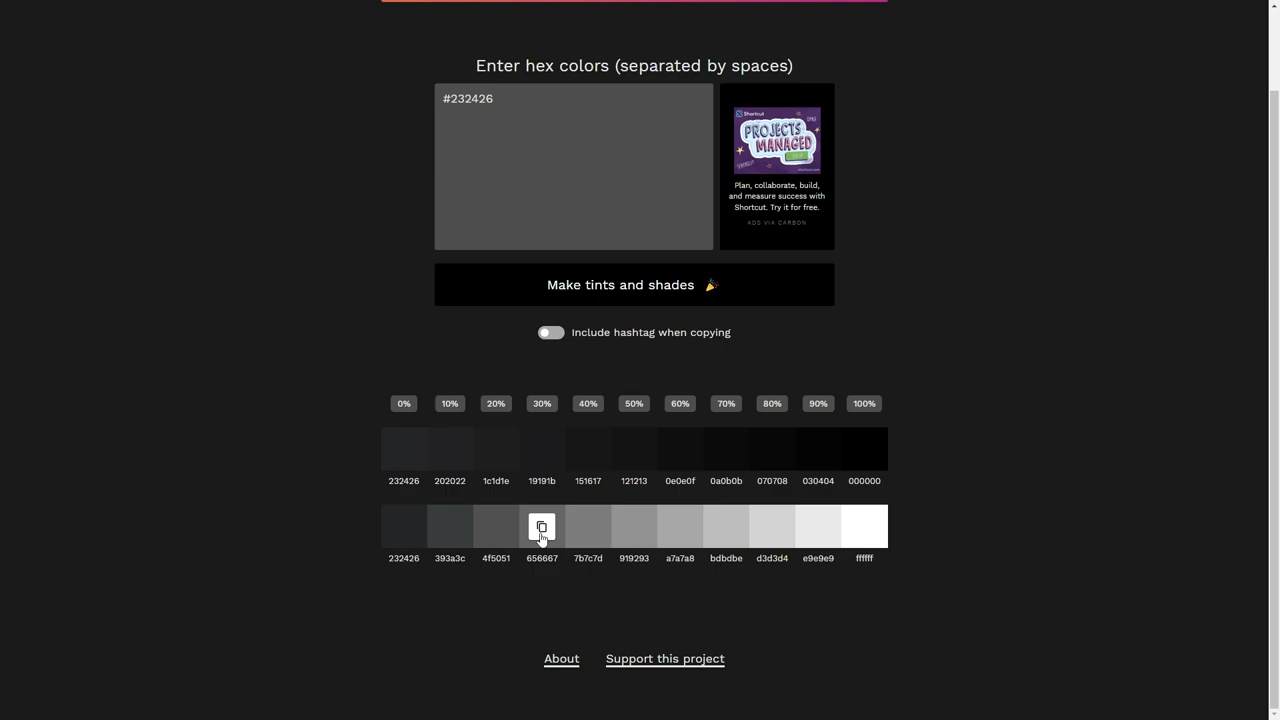 Enter hex colors (separated by spaces)
#232426
Shortcut
PROJECTS
MANAGED
Plan, collaborate, build,
and measure success with
Shortcut. Try it for free.
ADS VIA CARBON
Make tints and shades 🎉
Include hashtag when copying
0% 10% 20% 30% 40% 50% 60% 70% 80% 90% 100%
232426 202022 1c1d1e 19191b 151617 121213 0e0e0f 0a0b0b 070708 030404 000000
232426 393a3c 4f5051 656667 7b7c7d 919293 a7a7a8 bdbdbe d3d3d4 e9e9e9 ffffff
About Support this project